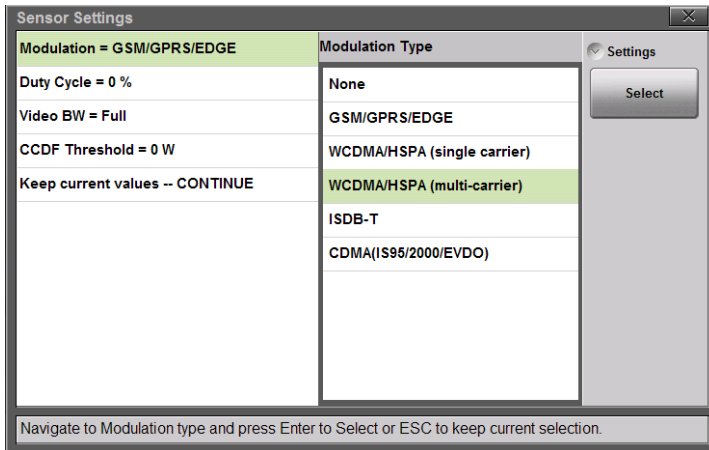 Sensor Settings
Modulation = GSM/GPRS/EDGE
Duty Cycle = 0 %
Video BW = Full
CCDF Threshold = 0 W
Keep current values -- CONTINUE
Modulation Type
None
GSM/GPRS/EDGE
WCDMA/HSPA (single carrier)
WCDMA/HSPA (multi-carrier)
ISDB-T
CDMA(IS95/2000/EVDO)
Settings
Select
Navigate to Modulation type and press Enter to Select or ESC to keep current selection.